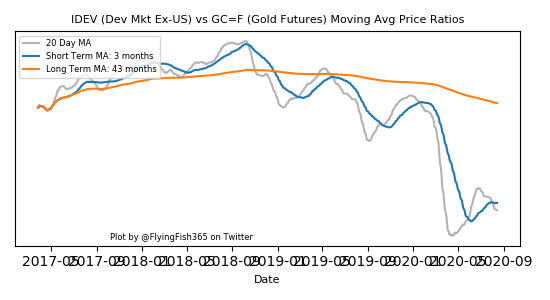 IDEV (Dev Mkt Ex-US) vs GC=F (Gold Futures) Moving Avg Price Ratios
20 Day MA
Short Term MA: 3 months
Long Term MA: 43 months
Plot by @FlyingFish365 on Twitter
2017-05 2017-09 2018-01 2018-05 2018-09 2019-01 2019-05 2019-09 2020-01 2020-05 2020-09
Date